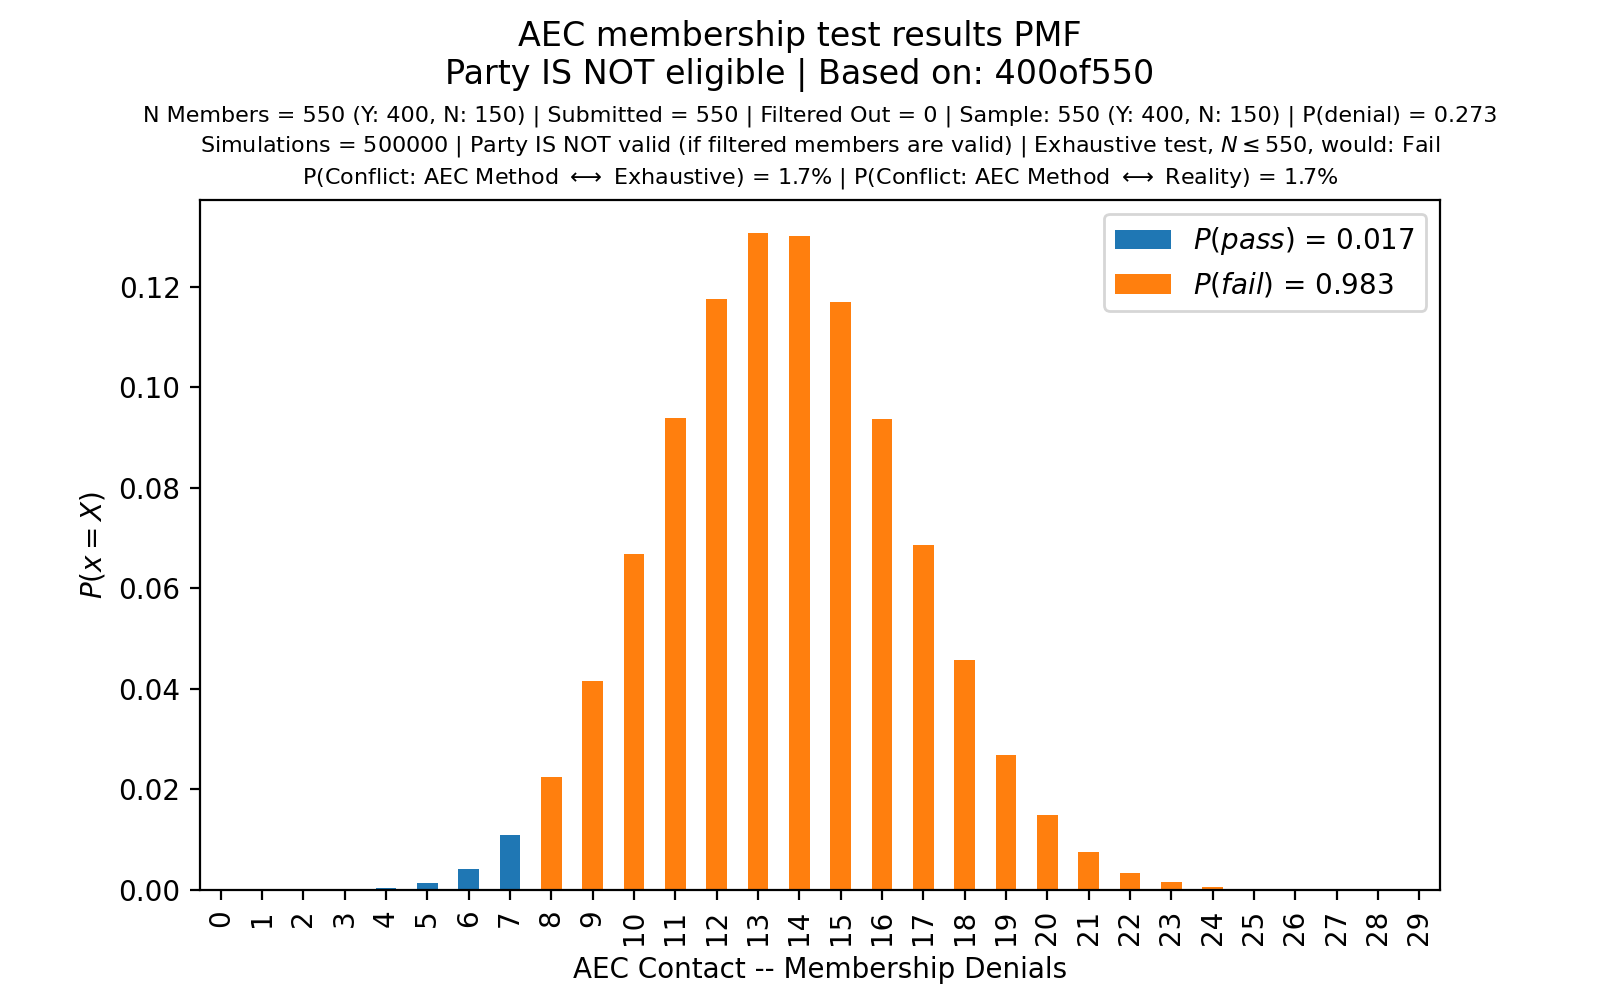 AEC membership test results PMF
Party IS NOT eligible | Based on: 400of550
N Members = 550 (Y: 400, N: 150) | Submitted = 550 | Filtered Out = 0 | Sample: 550 (Y: 400, N: 150) | P(denial) = 0.273
Simulations = 500000 | Party IS NOT valid (if filtered members are valid) | Exhaustive test, N ≤ 550, would: Fail
P(Conflict: AEC Method ⟷ Exhaustive) = 1.7% | P(Conflict: AEC Method ⟷ Reality) = 1.7%
P(pass) = 0.017
P(fail) = 0.983
0.12
0.10
0.08
0.06
0.04
0.02
0.00
P(x = X)
0 1 2 3 4 5 6 7 8 9 10 11 12 13 14 15 16 17 18 19 20 21 22 23 24 25 26 27 28 29
AEC Contact -- Membership Denials